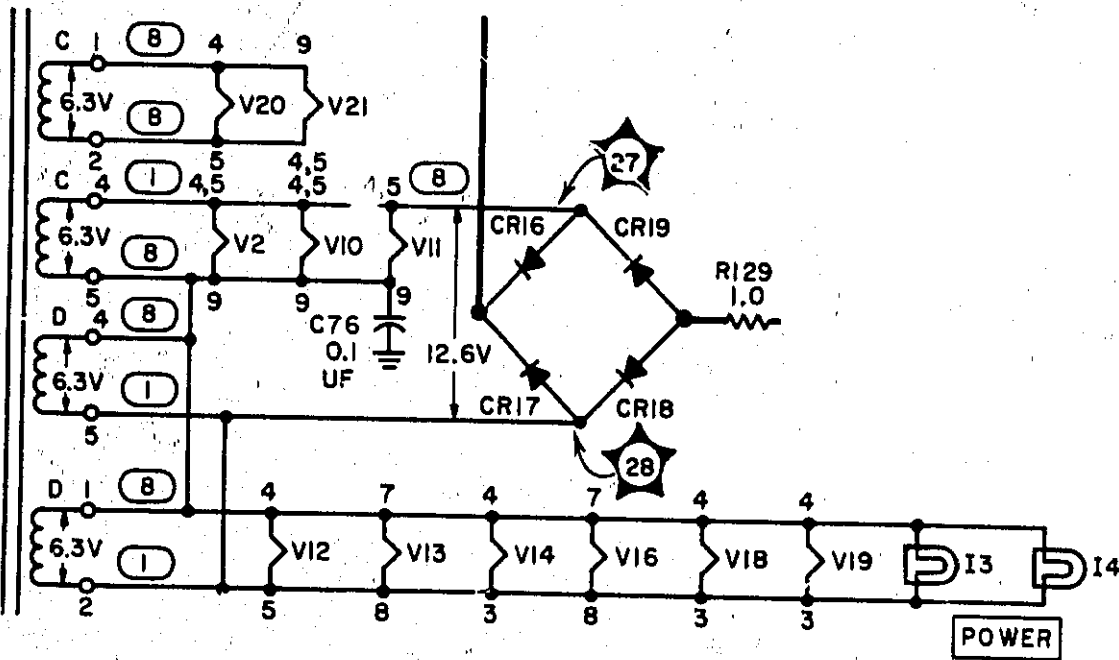 C 1 8 4 9
6.3V V20 V21
8
2 5 4,5
C 4 1 4,5 4,5 5 8 27
6.3V V2 V10 V11 CR16 CR19
8
5 9 9 9 R129
1.0
D 4 8 C76
0.1
UF
6.3V 12.6V
1 CR17 CR18
5
28
D 1 8 4 7 4 7 4 4
6.3V V12 V13 V14 V16 V18 V19 I3 I4
1
2 5 8 3 8 3 3
POWER